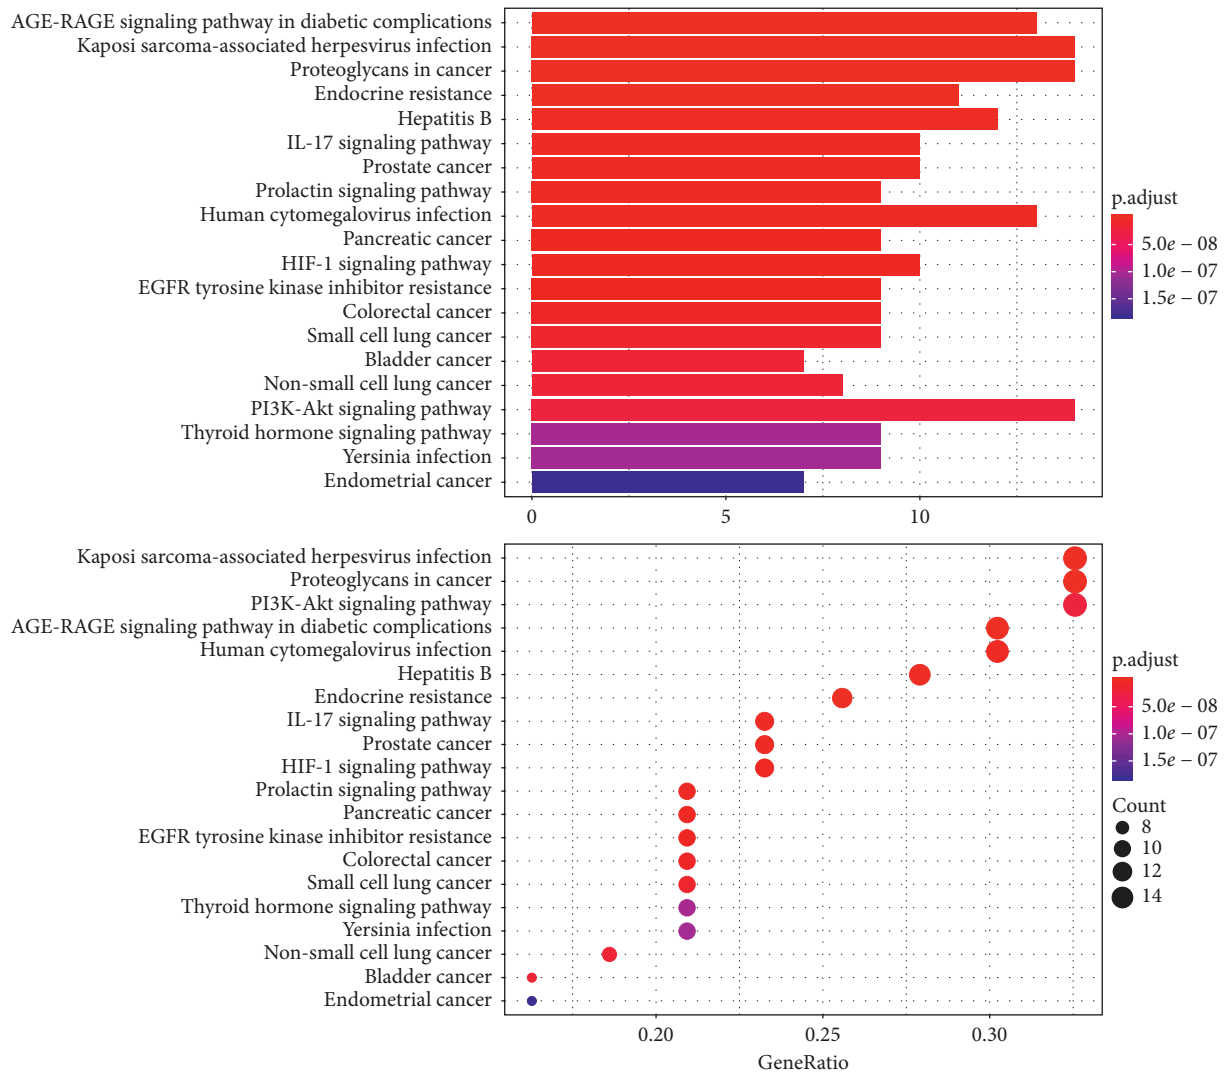 AGE-RAGE signaling pathway in diabetic complications
Kaposi sarcoma-associated herpesvirus infection
Proteoglycans in cancer
Endocrine resistance
Hepatitis B
IL-17 signaling pathway
Prostate cancer
Prolactin signaling pathway
Human cytomegalovirus infection
Pancreatic cancer
HIF-1 signaling pathway
EGFR tyrosine kinase inhibitor resistance
Colorectal cancer
Small cell lung cancer
Bladder cancer
Non-small cell lung cancer
PI3K-Akt signaling pathway
Thyroid hormone signaling pathway
Yersinia infection
Endometrial cancer
0 5 10
p.adjust
5.0e − 08
1.0e − 07
1.5e − 07
Kaposi sarcoma-associated herpesvirus infection
Proteoglycans in cancer
PI3K-Akt signaling pathway
AGE-RAGE signaling pathway in diabetic complications
Human cytomegalovirus infection
Hepatitis B
Endocrine resistance
IL-17 signaling pathway
Prostate cancer
HIF-1 signaling pathway
Prolactin signaling pathway
Pancreatic cancer
EGFR tyrosine kinase inhibitor resistance
Colorectal cancer
Small cell lung cancer
Thyroid hormone signaling pathway
Yersinia infection
Non-small cell lung cancer
Bladder cancer
Endometrial cancer
0.20 0.25 0.30
GeneRatio
p.adjust
5.0e − 08
1.0e − 07
1.5e − 07
Count
8
10
12
14